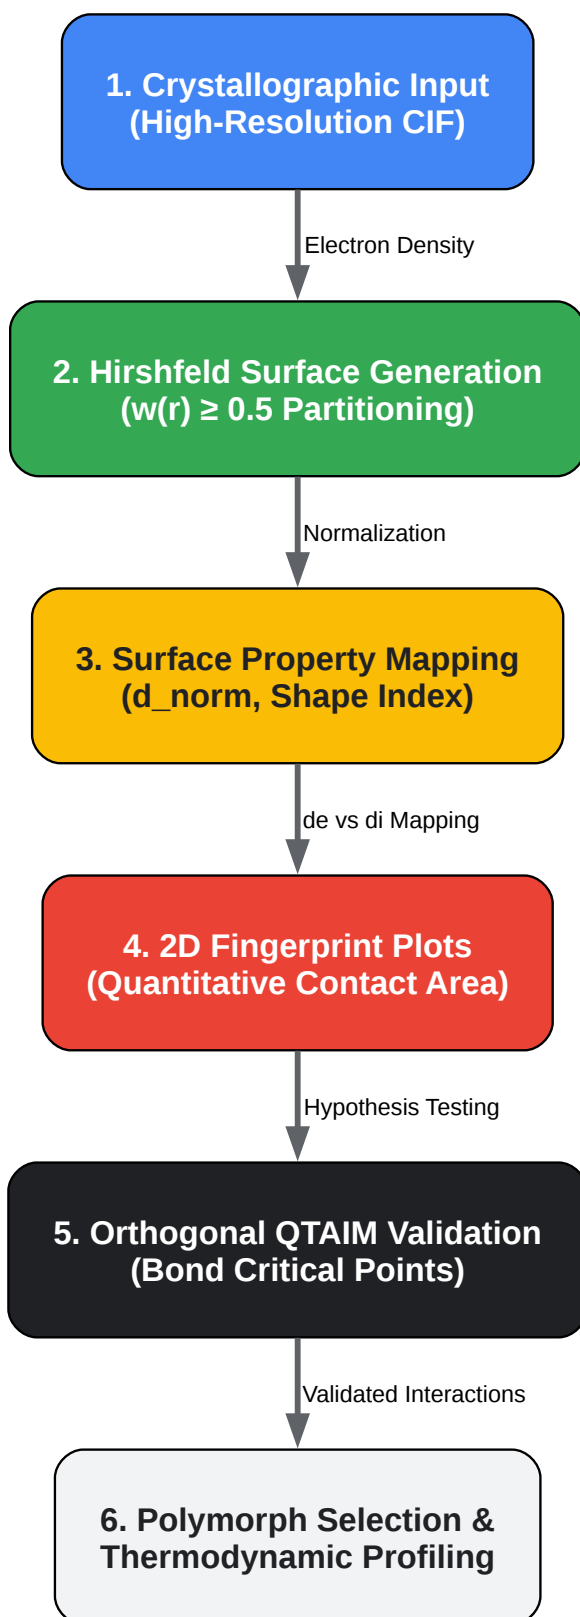 1. Crystallographic Input
(High-Resolution CIF)
Electron Density
2. Hirshfeld Surface Generation
(w(r) ≥ 0.5 Partitioning)
Normalization
3. Surface Property Mapping
(d_norm, Shape Index)
de vs di Mapping
4. 2D Fingerprint Plots
(Quantitative Contact Area)
Hypothesis Testing
5. Orthogonal QTAIM Validation
(Bond Critical Points)
Validated Interactions
6. Polymorph Selection &
Thermodynamic Profiling